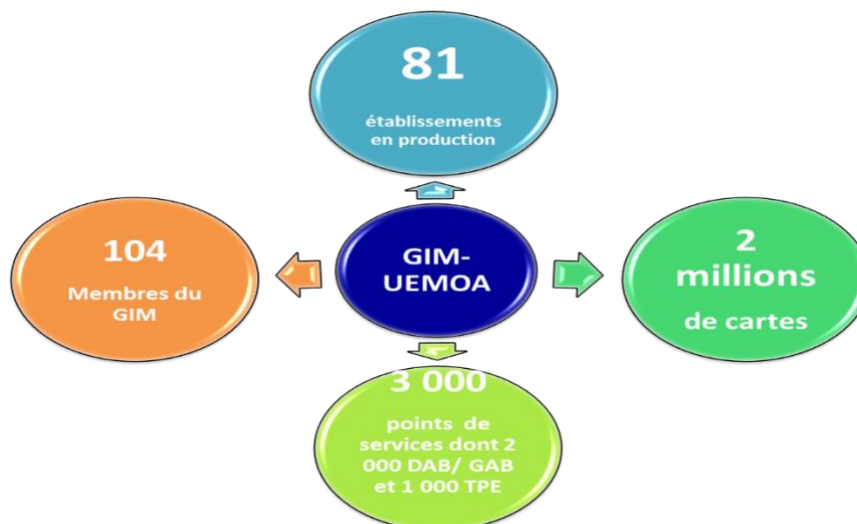 81
établissements
en production
104
Membres du
GIM
GIM-
UEMOA
2
millions
de cartes
3 000
points de
services dont 2
000 DAB/ GAB
et 1 000 TPE